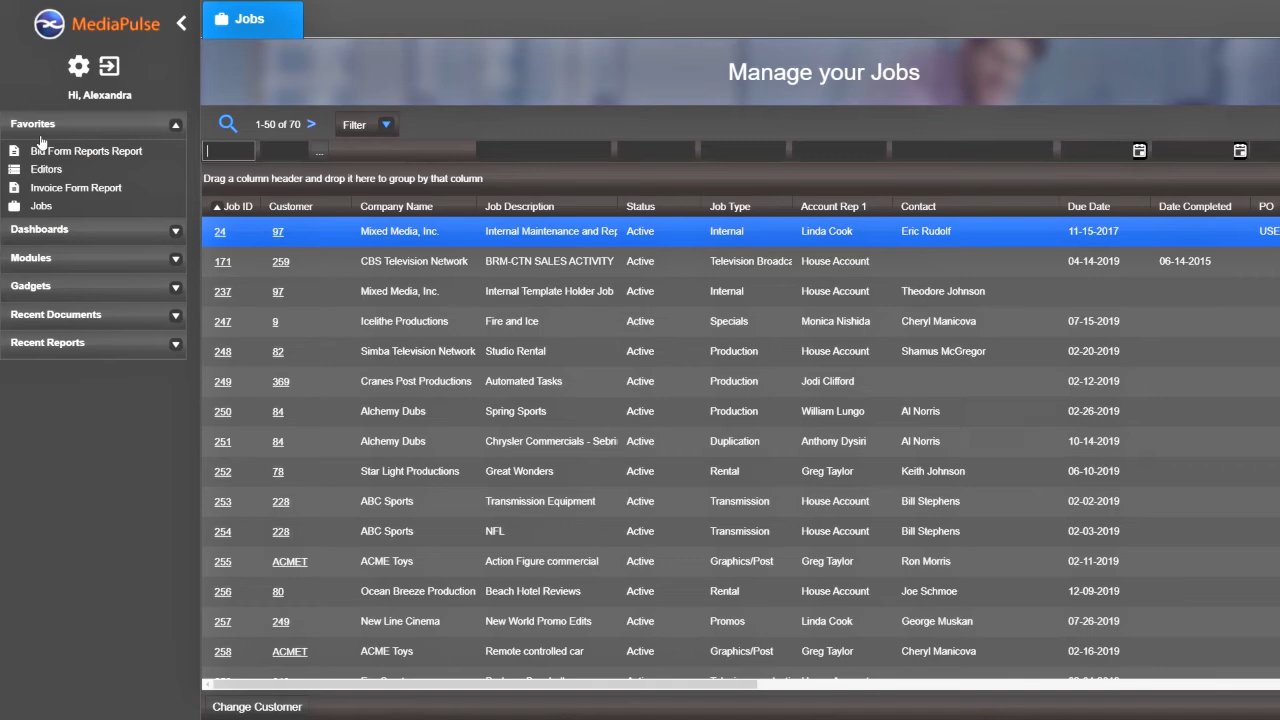 MediaPulse
Jobs
Hi, Alexandra
Manage your Jobs
Favorites
1-50 of 70 >
Filter
Bid Form Reports Report
Editors
Invoice Form Report
Jobs
Dashboards
Modules
Gadgets
Recent Documents
Recent Reports
...
Drag a column header and drop it here to group by that column
Job ID Customer Company Name Job Description Status Job Type Account Rep 1 Contact Due Date Date Completed PO
24 97 Mixed Media, Inc. Internal Maintenance and Rep Active Internal Linda Cook Eric Rudolf 11-15-2017 USE
171 259 CBS Television Network BRM-CTN SALES ACTIVITY Active Television Broadca House Account 04-14-2019 06-14-2015
237 97 Mixed Media, Inc. Internal Template Holder Job Active Internal House Account Theodore Johnson
247 9 Icelithe Productions Fire and Ice Active Specials Monica Nishida Cheryl Manicova 07-15-2019
248 82 Simba Television Network Studio Rental Active Production House Account Shamus McGregor 02-20-2019
249 369 Cranes Post Productions Automated Tasks Active Production Jodi Clifford 02-12-2019
250 84 Alchemy Dubs Spring Sports Active Production William Lungo Al Norris 02-26-2019
251 84 Alchemy Dubs Chrysler Commercials - Sebri Active Duplication Anthony Dysiri Al Norris 10-14-2019
252 78 Star Light Productions Great Wonders Active Rental Greg Taylor Keith Johnson 06-10-2019
253 228 ABC Sports Transmission Equipment Active Transmission House Account Bill Stephens 02-02-2019
254 228 ABC Sports NFL Active Transmission House Account Bill Stephens 02-03-2019
255 ACMET ACME Toys Action Figure commercial Active Graphics/Post Greg Taylor Ron Morris 02-11-2019
256 80 Ocean Breeze Production Beach Hotel Reviews Active Rental House Account Joe Schmoe 12-09-2019
257 249 New Line Cinema New World Promo Edits Active Promos Linda Cook George Muskan 07-26-2019
258 ACMET ACME Toys Remote controlled car Active Graphics/Post Greg Taylor Cheryl Manicova 02-16-2019
Change Customer